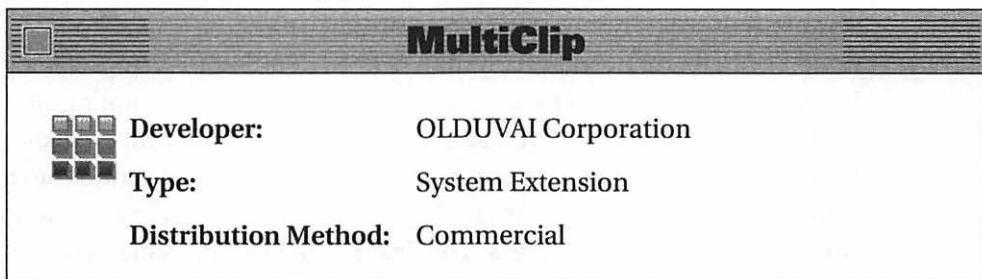 MultiClip
Developer: OLDUVAI Corporation
Type: System Extension
Distribution Method: Commercial